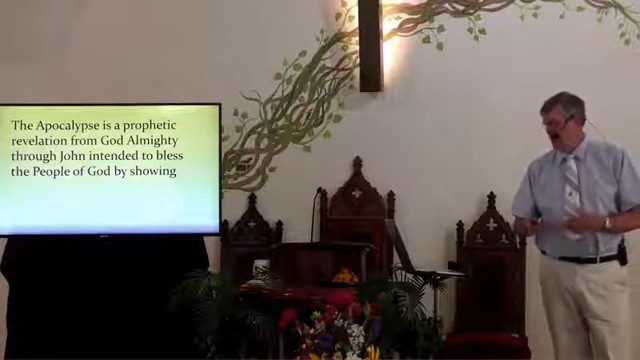 The Apocalypse is a prophetic
revelation from God Almighty
through John intended to bless
the People of God by showing